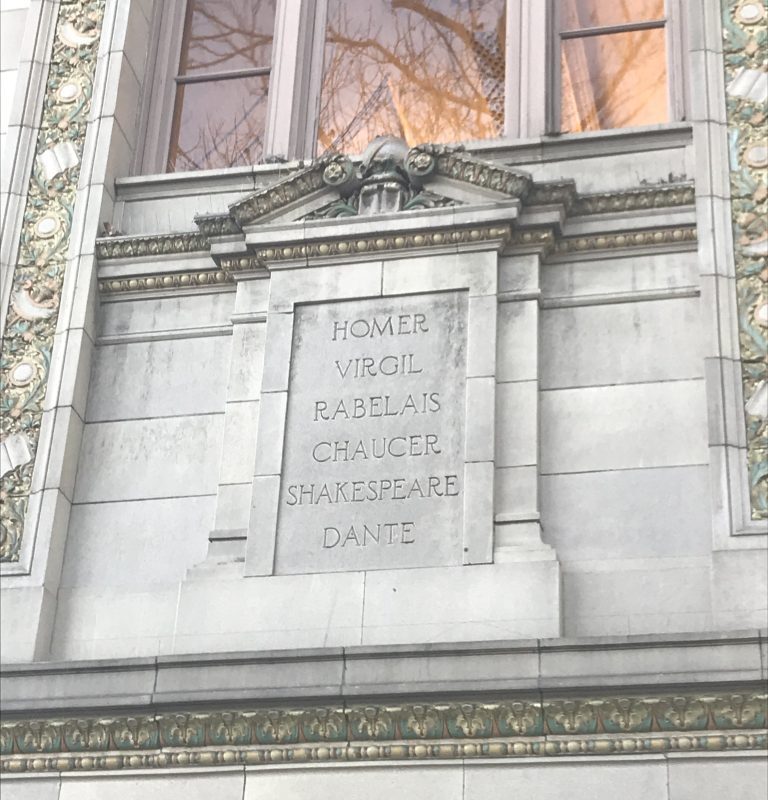 HOMER
VIRGIL
RABELAIS
CHAUCER
SHAKESPEARE
DANTE